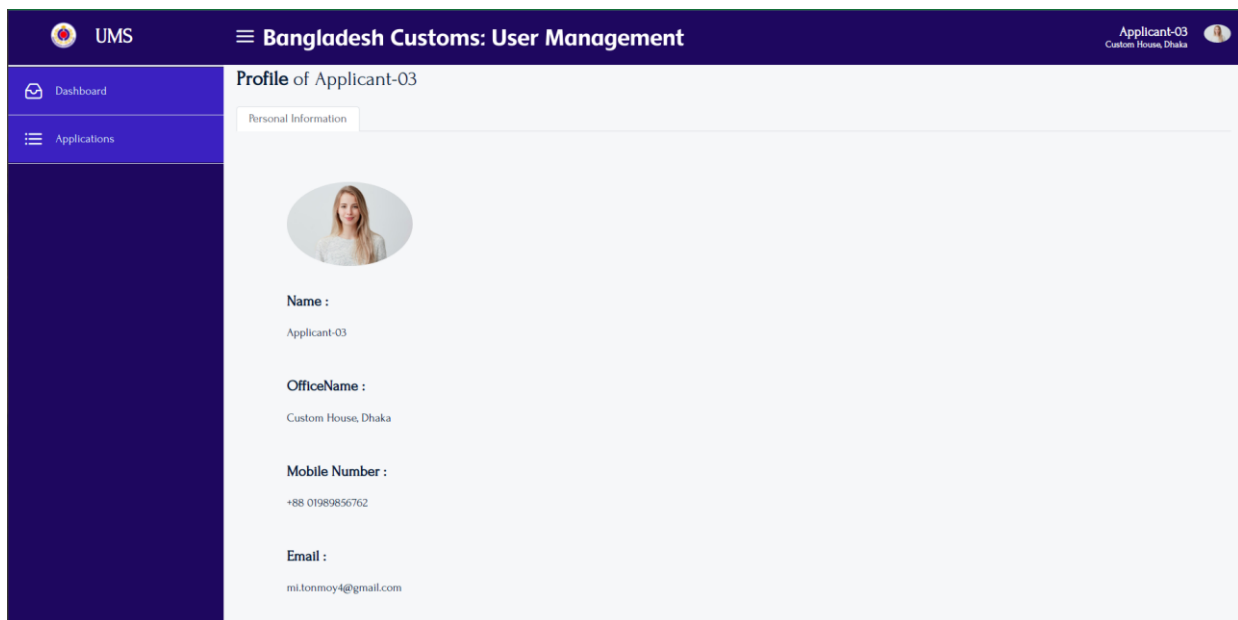 UMS
Bangladesh Customs: User Management
Applicant-03
Custom House, Dhaka
Dashboard
Applications
Profile of Applicant-03
Personal Information
Name :
Applicant-03
OfficeName :
Custom House, Dhaka
Mobile Number :
+88 01989856762
Email :
mi.tonmoy4@gmail.com